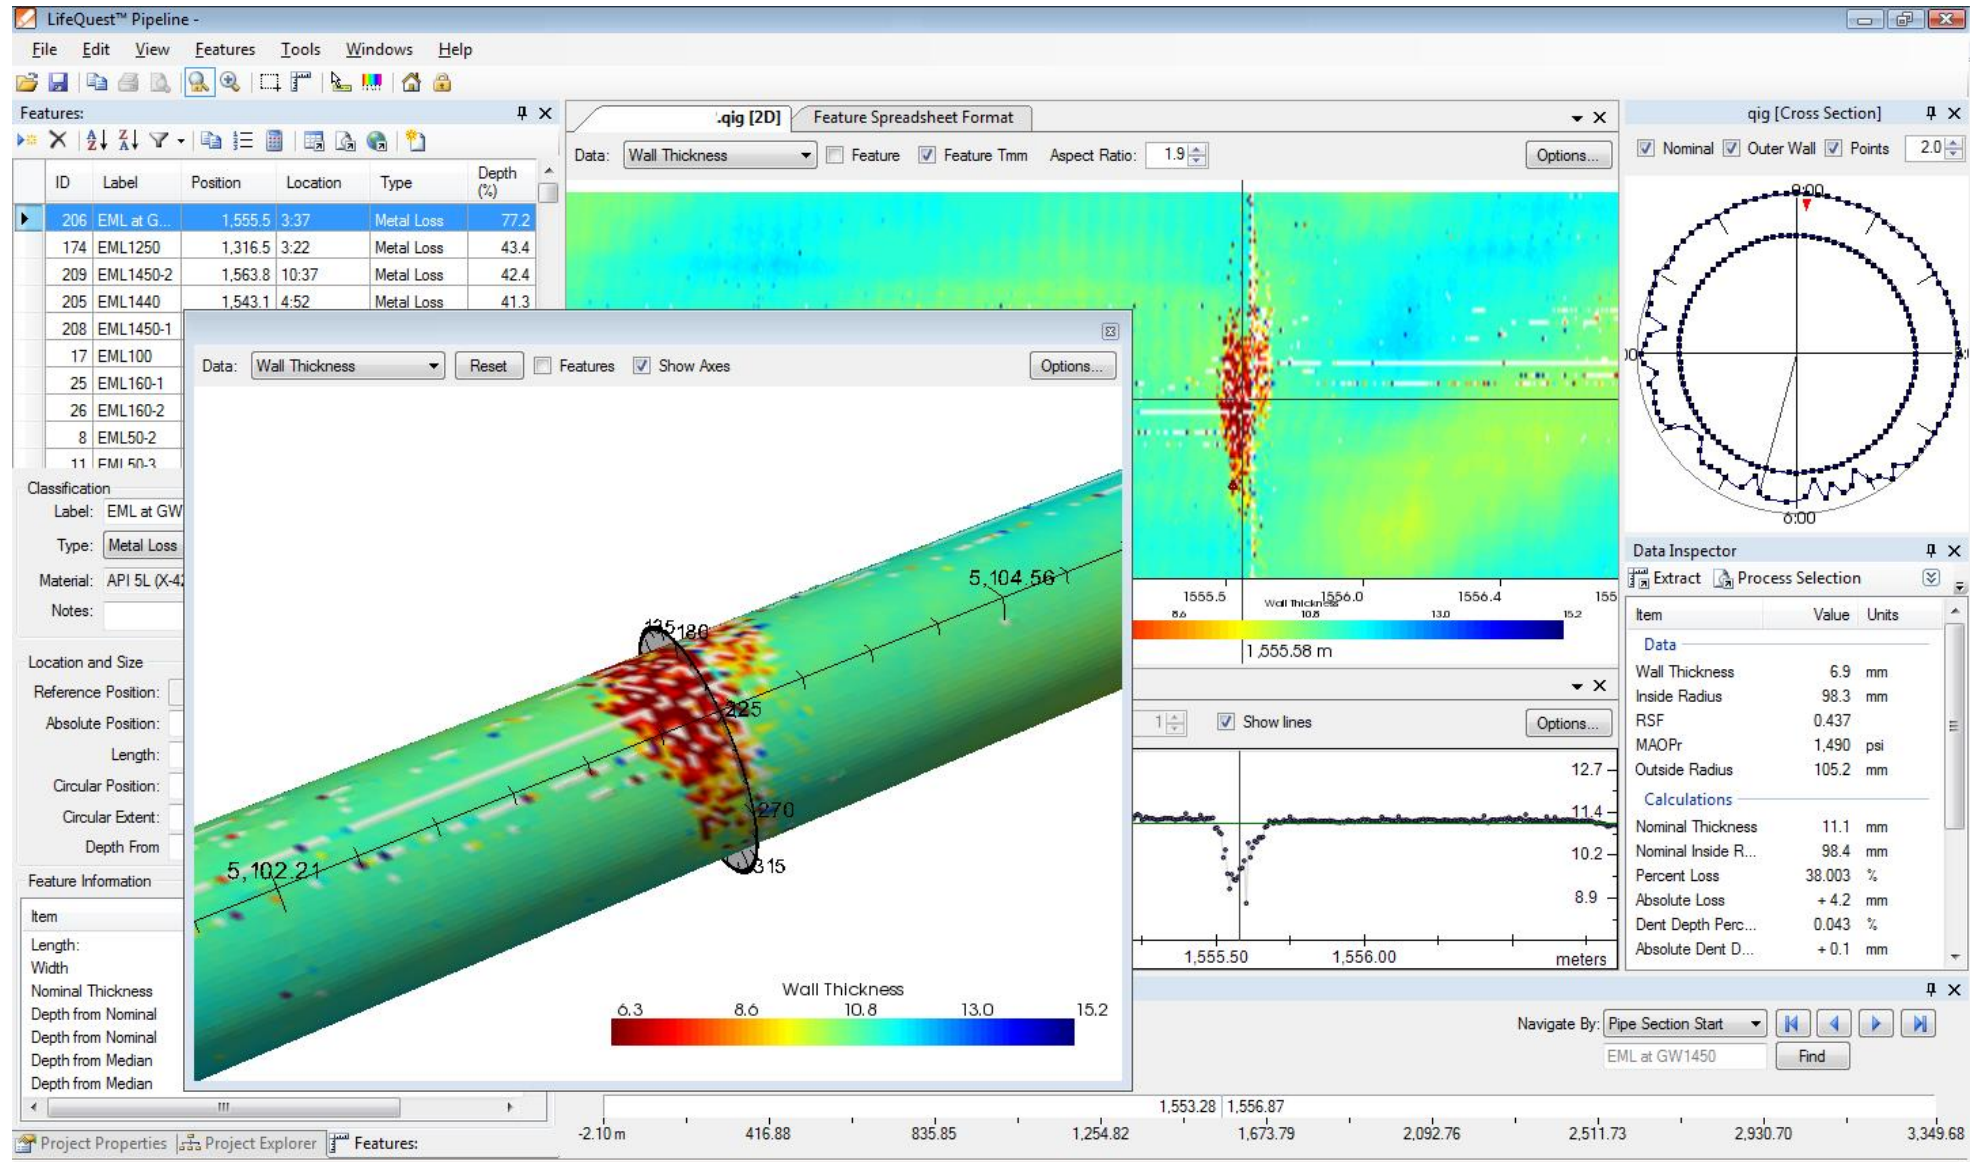 LifeQuest™ Pipeline -
File Edit View Features Tools Windows Help
Features:
ID Label Position Location Type Depth (%)
206 EML at G... 1,555.5 3:37 Metal Loss 77.2
174 EML1250 1,316.5 3:22 Metal Loss 43.4
209 EML1450-2 1,563.8 10:37 Metal Loss 42.4
205 EML1440 1,543.1 4:52 Metal Loss 41.3
208 EML1450-1
17 EML100
25 EML160-1
26 EML160-2
8 EML50-2
11 EML50-3
Classification
Label: EML at GW
Type: Metal Loss
Material: API 5L (X-42
Notes:
Location and Size
Reference Position:
Absolute Position:
Length:
Circular Position:
Circular Extent:
Depth From
Feature Information
Item
Length:
Width
Nominal Thickness
Depth from Nominal
Depth from Nominal
Depth from Median
Depth from Median
Project Properties Project Explorer Features:
.qig [2D] Feature Spreadsheet Format
Data: Wall Thickness Feature Feature Tmm Aspect Ratio: 1.9 Options...
1555.5 1556.0 1556.4 155
Wall Thickness
8.6 10.8 13.0 15.2
1,555.58 m
Data: Wall Thickness Reset Features Show Axes Options...
5,104.56
135 180
225
270
315
5,102.21
Wall Thickness
6.3 8.6 10.8 13.0 15.2
1 Show lines Options...
12.7
11.4
10.2
8.9
1,555.50 1,556.00 meters
qig [Cross Section]
Nominal Outer Wall Points 2.0
6:00
Data Inspector
Extract Process Selection
Item Value Units
Data
Wall Thickness 6.9 mm
Inside Radius 98.3 mm
RSF 0.437
MAOPr 1,490 psi
Outside Radius 105.2 mm
Calculations
Nominal Thickness 11.1 mm
Nominal Inside R... 98.4 mm
Percent Loss 38.003 %
Absolute Loss + 4.2 mm
Dent Depth Perc... 0.043 %
Absolute Dent D... + 0.1 mm
Navigate By: Pipe Section Start
EML at GW1450 Find
1,553.28 1,556.87
-2.10 m 416.88 835.85 1,254.82 1,673.79 2,092.76 2,511.73 2,930.70 3,349.68